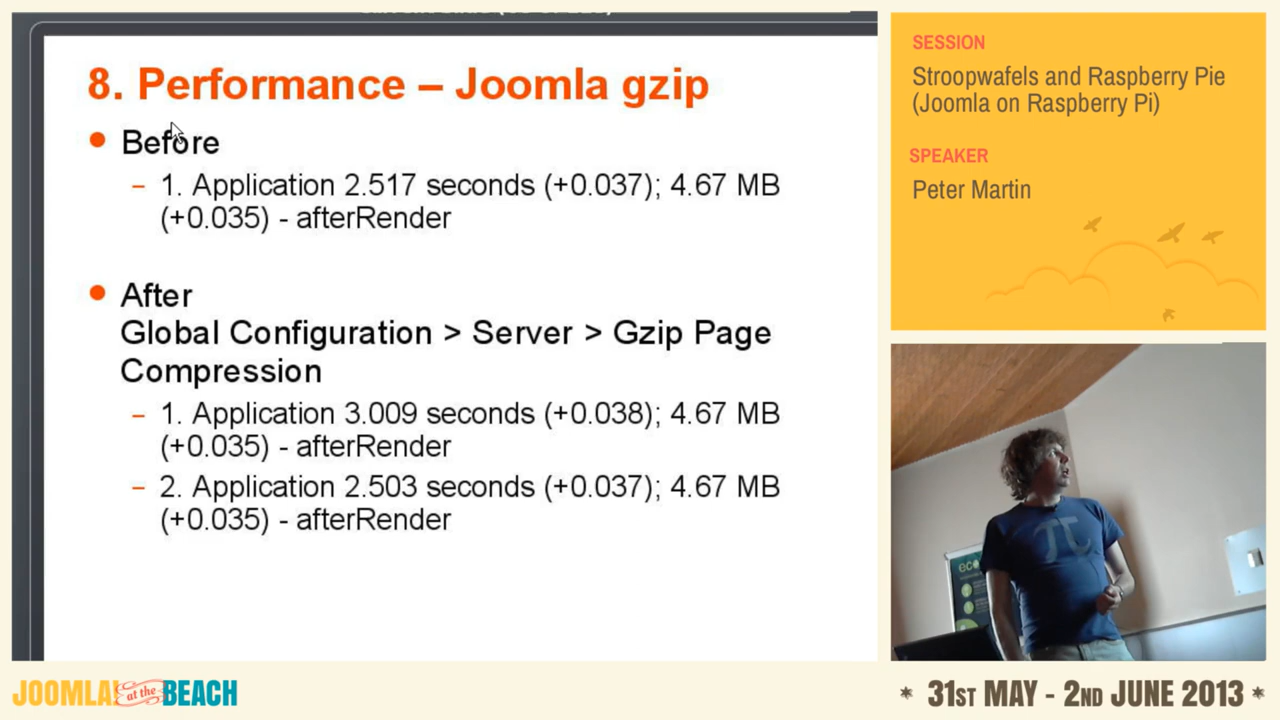 8. Performance – Joomla gzip
Before
– 1. Application 2.517 seconds (+0.037); 4.67 MB
(+0.035) - afterRender
After
Global Configuration > Server > Gzip Page
Compression
– 1. Application 3.009 seconds (+0.038); 4.67 MB
(+0.035) - afterRender
– 2. Application 2.503 seconds (+0.037); 4.67 MB
(+0.035) - afterRender
SESSION
Stroopwafels and Raspberry Pie
(Joomla on Raspberry Pi)
SPEAKER
Peter Martin
π
eco
JOOMLA! at the BEACH
* 31ST MAY - 2ND JUNE 2013 *